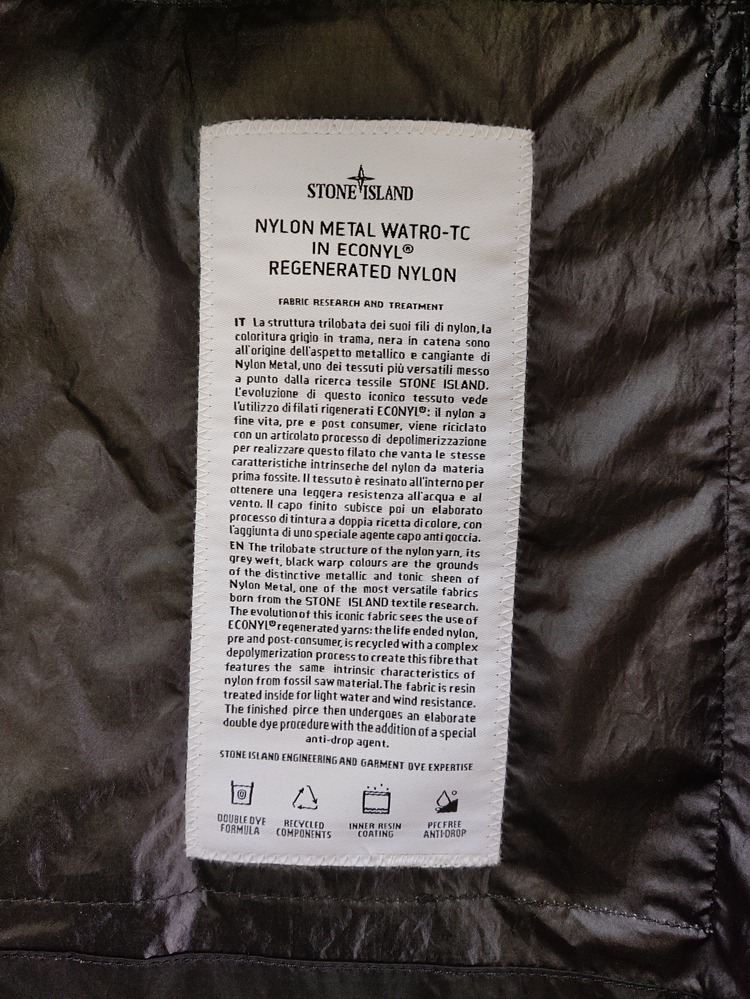 STONE ISLAND
NYLON METAL WATRO-TC
IN ECONYL®
REGENERATED NYLON
FABRIC RESEARCH AND TREATMENT
IT La struttura trilobata dei suoi fili di nylon, la
coloritura grigio in trama, nera in catena sono
all'origine dell'aspetto metallico e cangiante di
Nylon Metal, uno dei tessuti più versatili messo
a punto dalla ricerca tessile STONE ISLAND.
L'evoluzione di questo iconico tessuto vede
l'utilizzo di filati rigenerati ECONYL®: il nylon a
fine vita, pre e post consumer, viene riciclato
con un articolato processo di depolimerizzazione
per realizzare questo filato che vanta le stesse
caratteristiche intrinseche del nylon da materia
prima fossite. Il tessuto è resinato all'interno per
ottenere una leggera resistenza all'acqua e al
vento. Il capo finito subisce poi un elaborato
processo di tintura a doppia ricetta di colore, con
l'aggiunta di uno speciale agente capo anti goccia.
EN The trilobate structure of the nylon yarn, its
grey weft, black warp colours are the grounds
of the distinctive metallic and tonic sheen of
Nylon Metal, one of the most versatile fabrics
born from the STONE ISLAND textile research.
The evolution of this iconic fabric sees the use of
ECONYL® regenerated yarns: the life ended nylon,
pre and post-consumer, is recycled with a complex
depolymerization process to create this fibre that
features the same intrinsic characteristics of
nylon from fossil saw material. The fabric is resin
treated inside for light water and wind resistance.
The finished pirce then undergoes an elaborate
double dye procedure with the addition of a special
anti-drop agent.
STONE ISLAND ENGINEERING AND GARMENT DYE EXPERTISE
DOUBLE DYE
FORMULA
RECYCLED
COMPONENTS
INNER RESIN
COATING
PFC FREE
ANTI-DROP